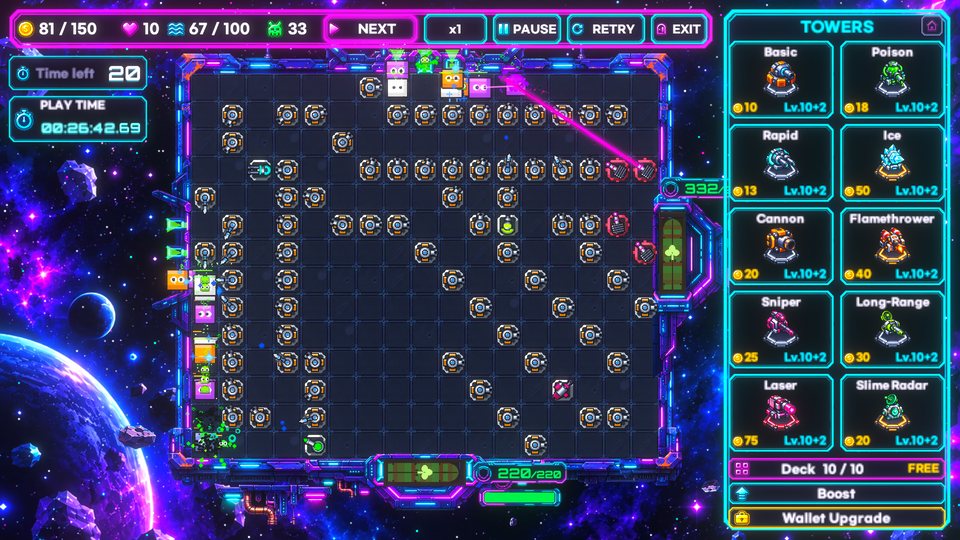 81 / 150
10
67 / 100
33
NEXT
x1
PAUSE
RETRY
EXIT
Time left 20
PLAY TIME
00:26:42.69
332/
220/220
TOWERS
Basic
10 Lv.10+2
Poison
18 Lv.10+2
Rapid
13 Lv.10+2
Ice
50 Lv.10+2
Cannon
20 Lv.10+2
Flamethrower
40 Lv.10+2
Sniper
25 Lv.10+2
Long-Range
30 Lv.10+2
Laser
75 Lv.10+2
Slime Radar
20 Lv.10+2
Deck 10 / 10 FREE
Boost
Wallet Upgrade